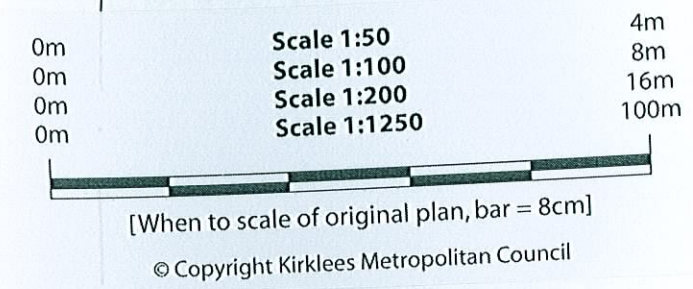 0m Scale 1:50 4m
0m Scale 1:100 8m
0m Scale 1:200 16m
0m Scale 1:1250 100m
[When to scale of original plan, bar = 8cm]
© Copyright Kirklees Metropolitan Council